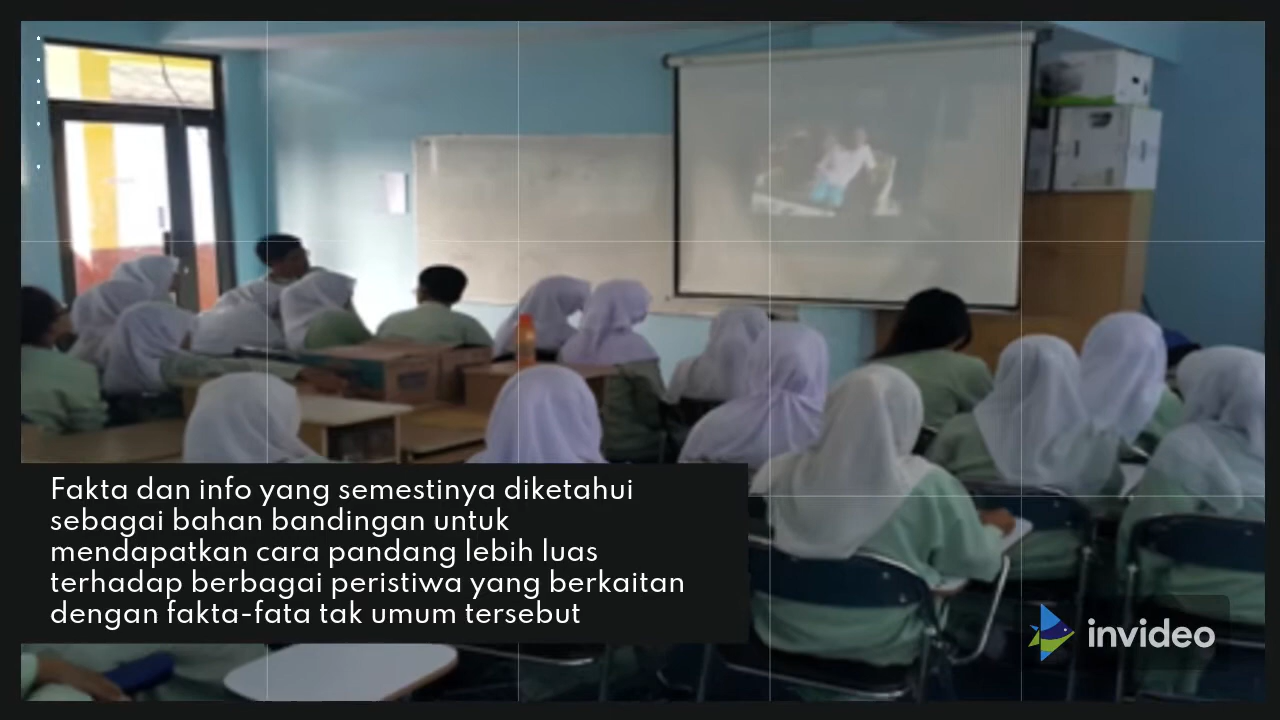 Fakta dan info yang semestinya diketahui
sebagai bahan bandingan untuk
mendapatkan cara pandang lebih luas
terhadap berbagai peristiwa yang berkaitan
dengan fakta-fata tak umum tersebut
invideo